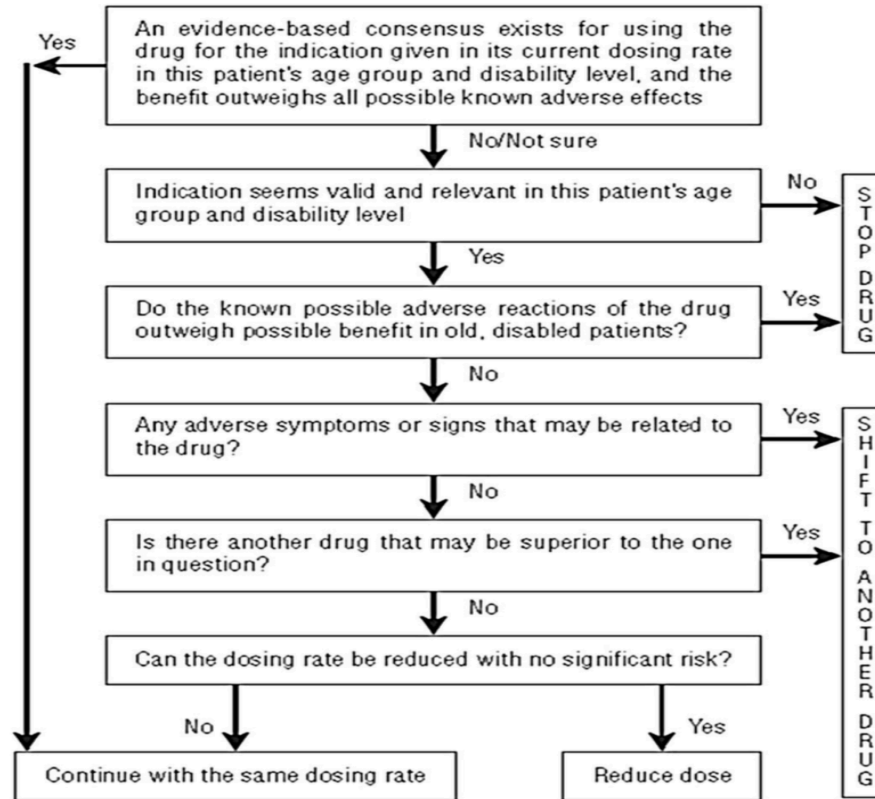 An evidence-based consensus exists for using the
drug for the indication given in its current dosing rate
in this patient's age group and disability level, and the
benefit outweighs all possible known adverse effects
Yes
No/Not sure
Indication seems valid and relevant in this patient's age
group and disability level
No
STOP DRUG
Yes
Do the known possible adverse reactions of the drug
outweigh possible benefit in old, disabled patients?
Yes
No
Any adverse symptoms or signs that may be related to
the drug?
Yes
SHIFT TO ANOTHER DRUG
No
Is there another drug that may be superior to the one
in question?
Yes
No
Can the dosing rate be reduced with no significant risk?
No
Yes
Continue with the same dosing rate
Reduce dose